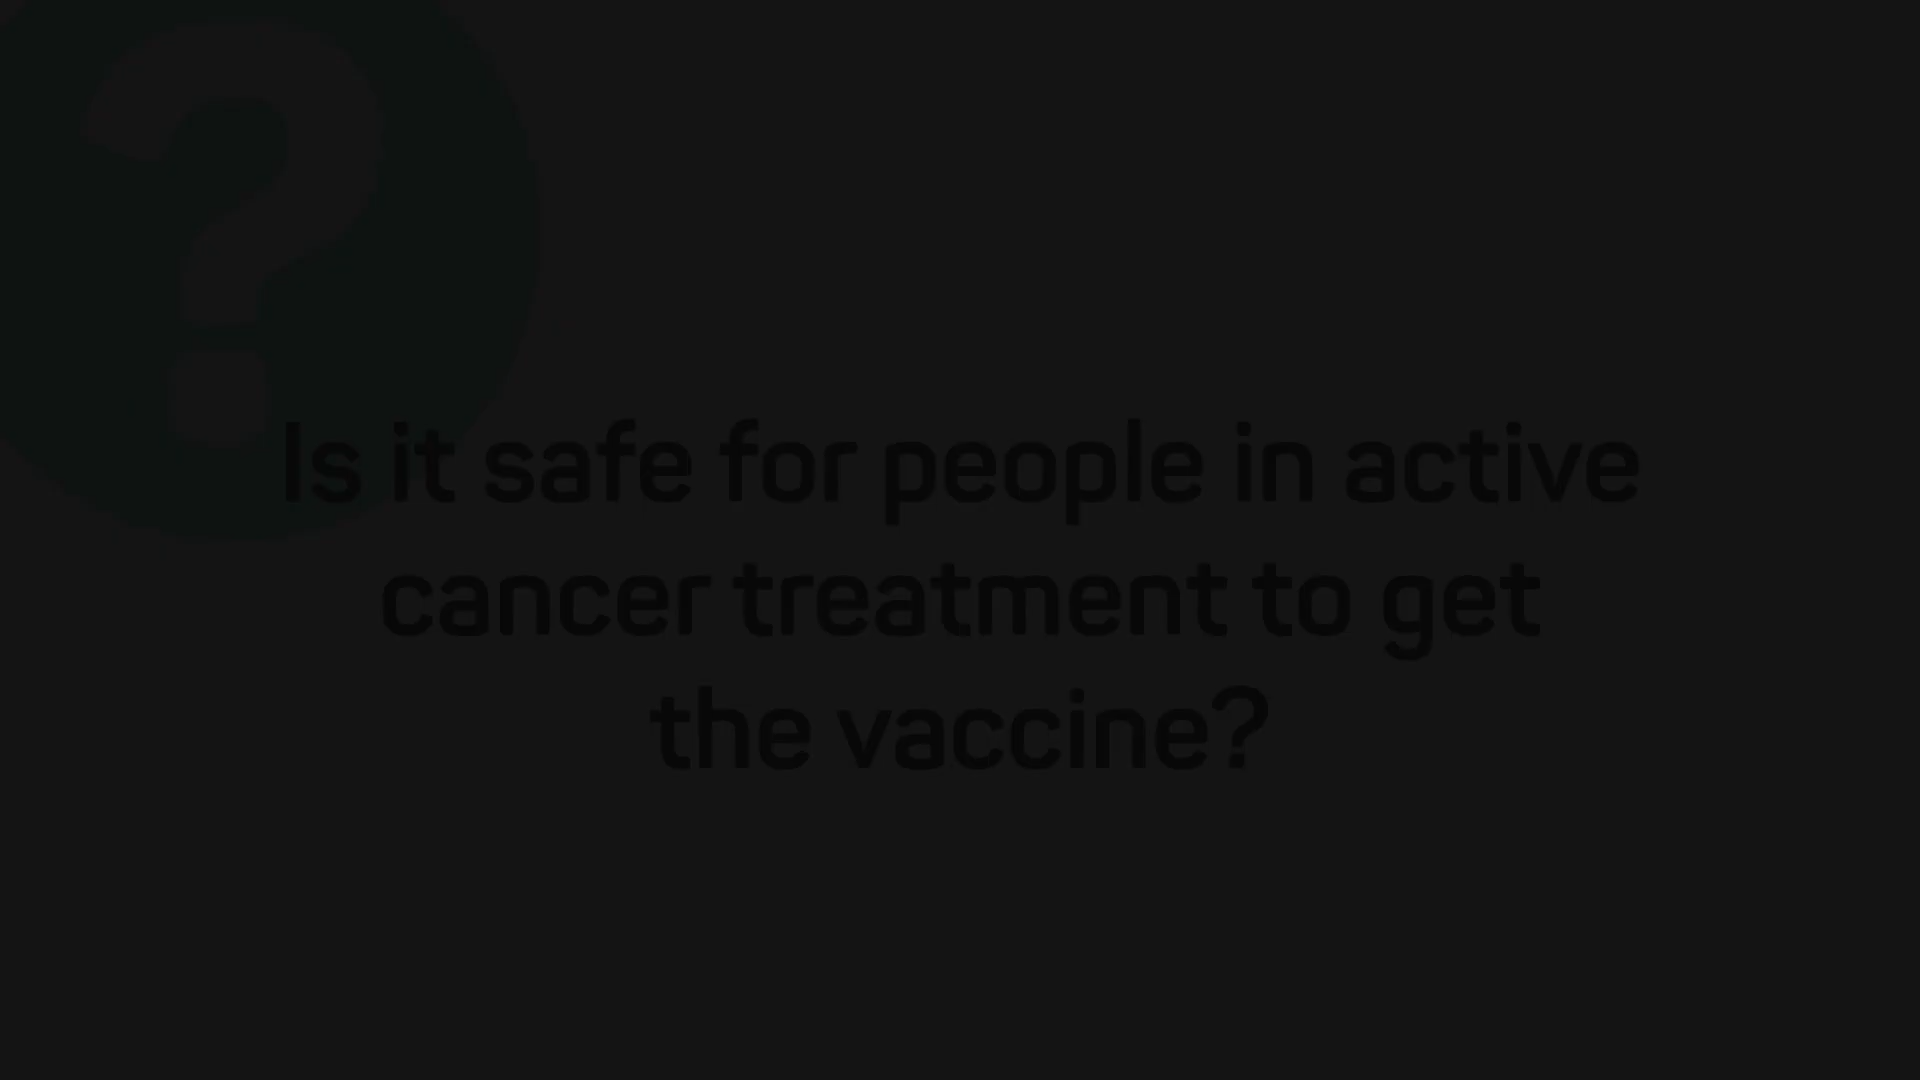 Is it safe for people in active
cancer treatment to get
the vaccine?